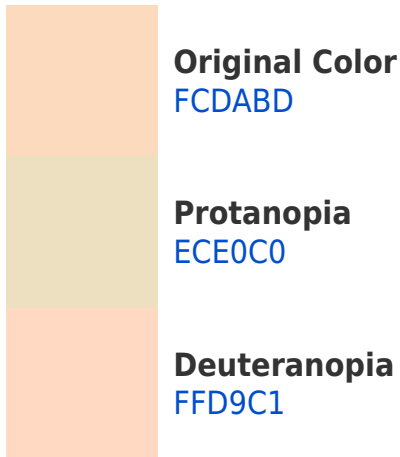 Original Color
FCDABD
Protanopia
ECE0C0
Deuteranopia
FFD9C1